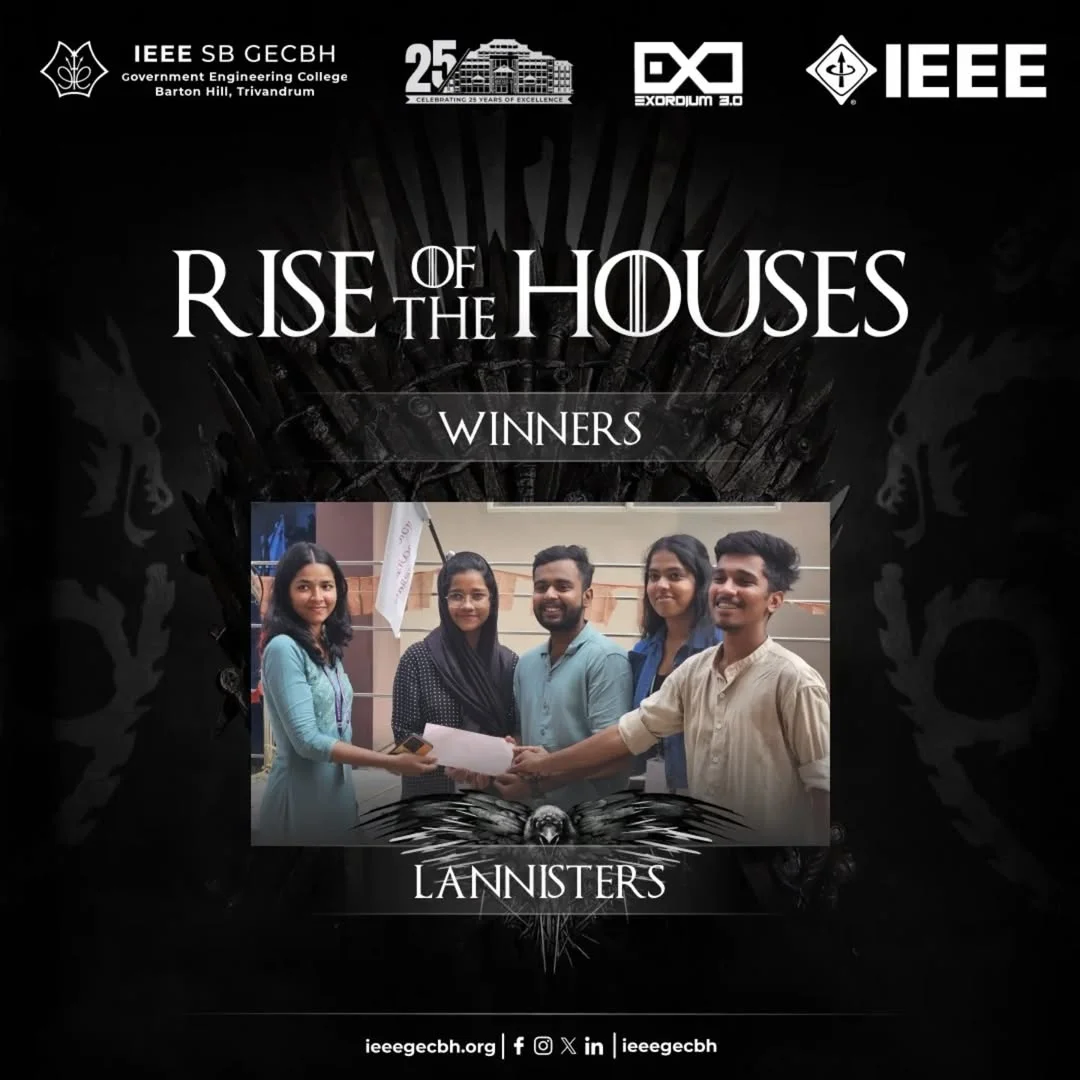 IEEE SB GECBH
Government Engineering College
Barton Hill, Trivandrum
25
CELEBRATING 25 YEARS OF EXCELLENCE
EXORDIUM 3.0
IEEE
RISE OF THE HOUSES
WINNERS
LANNISTERS
ieeegecbh.org | ieeegecbh